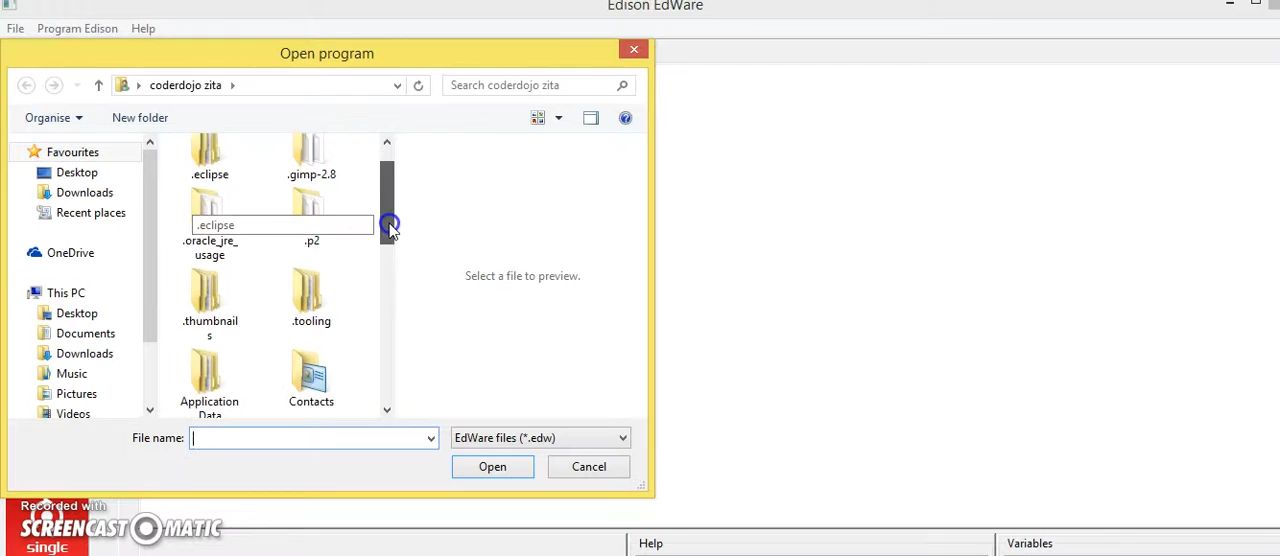 Edison EdWare
File Program Edison Help
Open program
coderdojo zita
Search coderdojo zita
Organise New folder
Favourites
Desktop
Downloads
Recent places
OneDrive
This PC
Desktop
Documents
Downloads
Music
Pictures
Videos
.eclipse .gimp-2.8
.eclipse
.oracle_jre_
usage
.p2
.thumbnail
s
.tooling
Application
Data
Contacts
Select a file to preview.
File name:
EdWare files (*.edw)
Open Cancel
Recorded with
SCREENCAST MATIC
single
Help
Variables